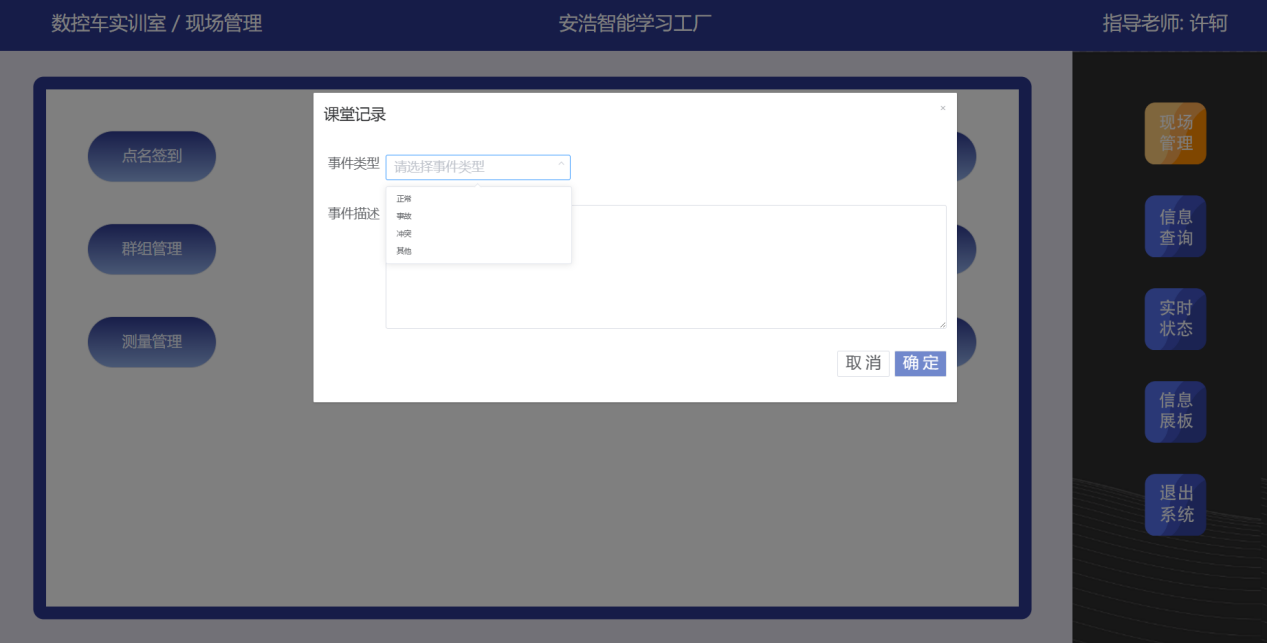 数控车实训室 / 现场管理
安浩智能学习工厂
指导老师: 许轲
课堂记录
×
事件类型
请选择事件类型
正常
事故
冲突
其他
事件描述
取 消
确 定
点名签到
群组管理
测量管理
现场
管理
信息
查询
实时
状态
信息
展板
退出
系统